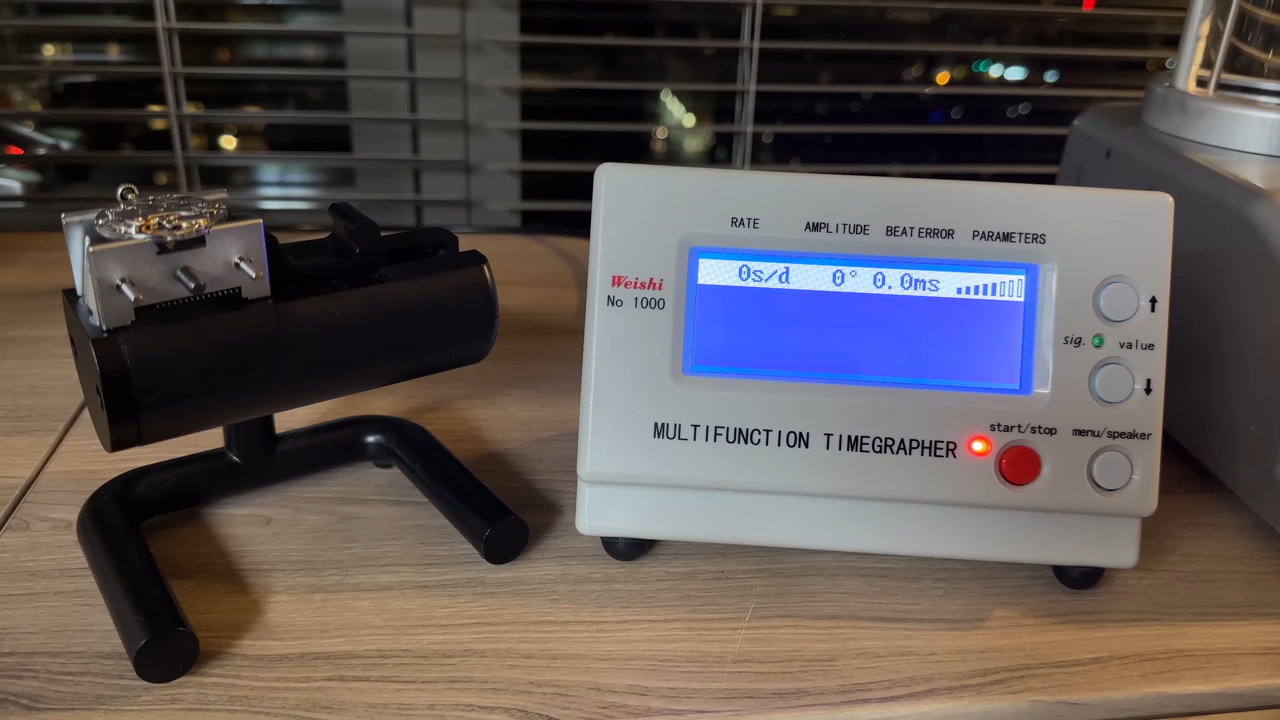 RATE AMPLITUDE BEAT ERROR PARAMETERS
0s/d 0° 0.0ms
Weishi
No 1000
sig. value
start/stop menu/speaker
MULTIFUNCTION TIMEGRAPHER